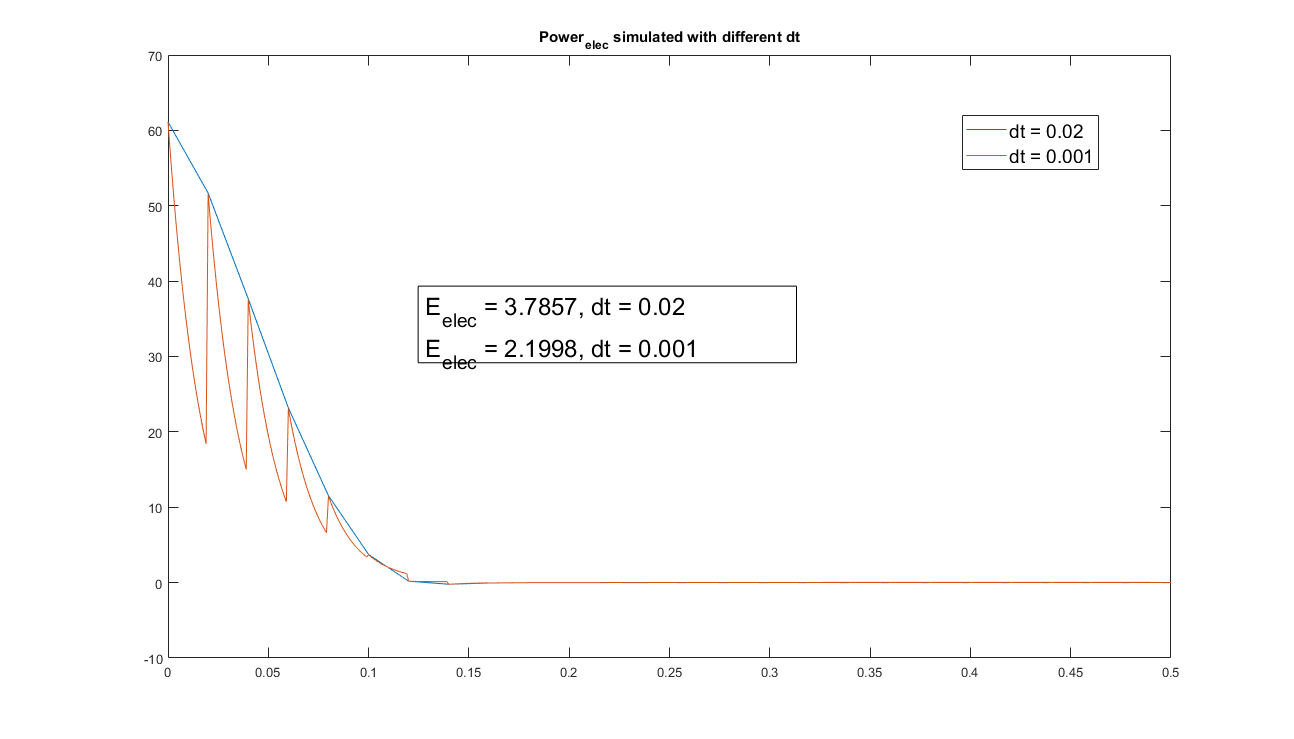 Power_elec simulated with different dt
70
60
50
40
30
20
10
0
-10
dt = 0.02
dt = 0.001
E_elec = 3.7857, dt = 0.02
E_elec = 2.1998, dt = 0.001
0 0.05 0.1 0.15 0.2 0.25 0.3 0.35 0.4 0.45 0.5